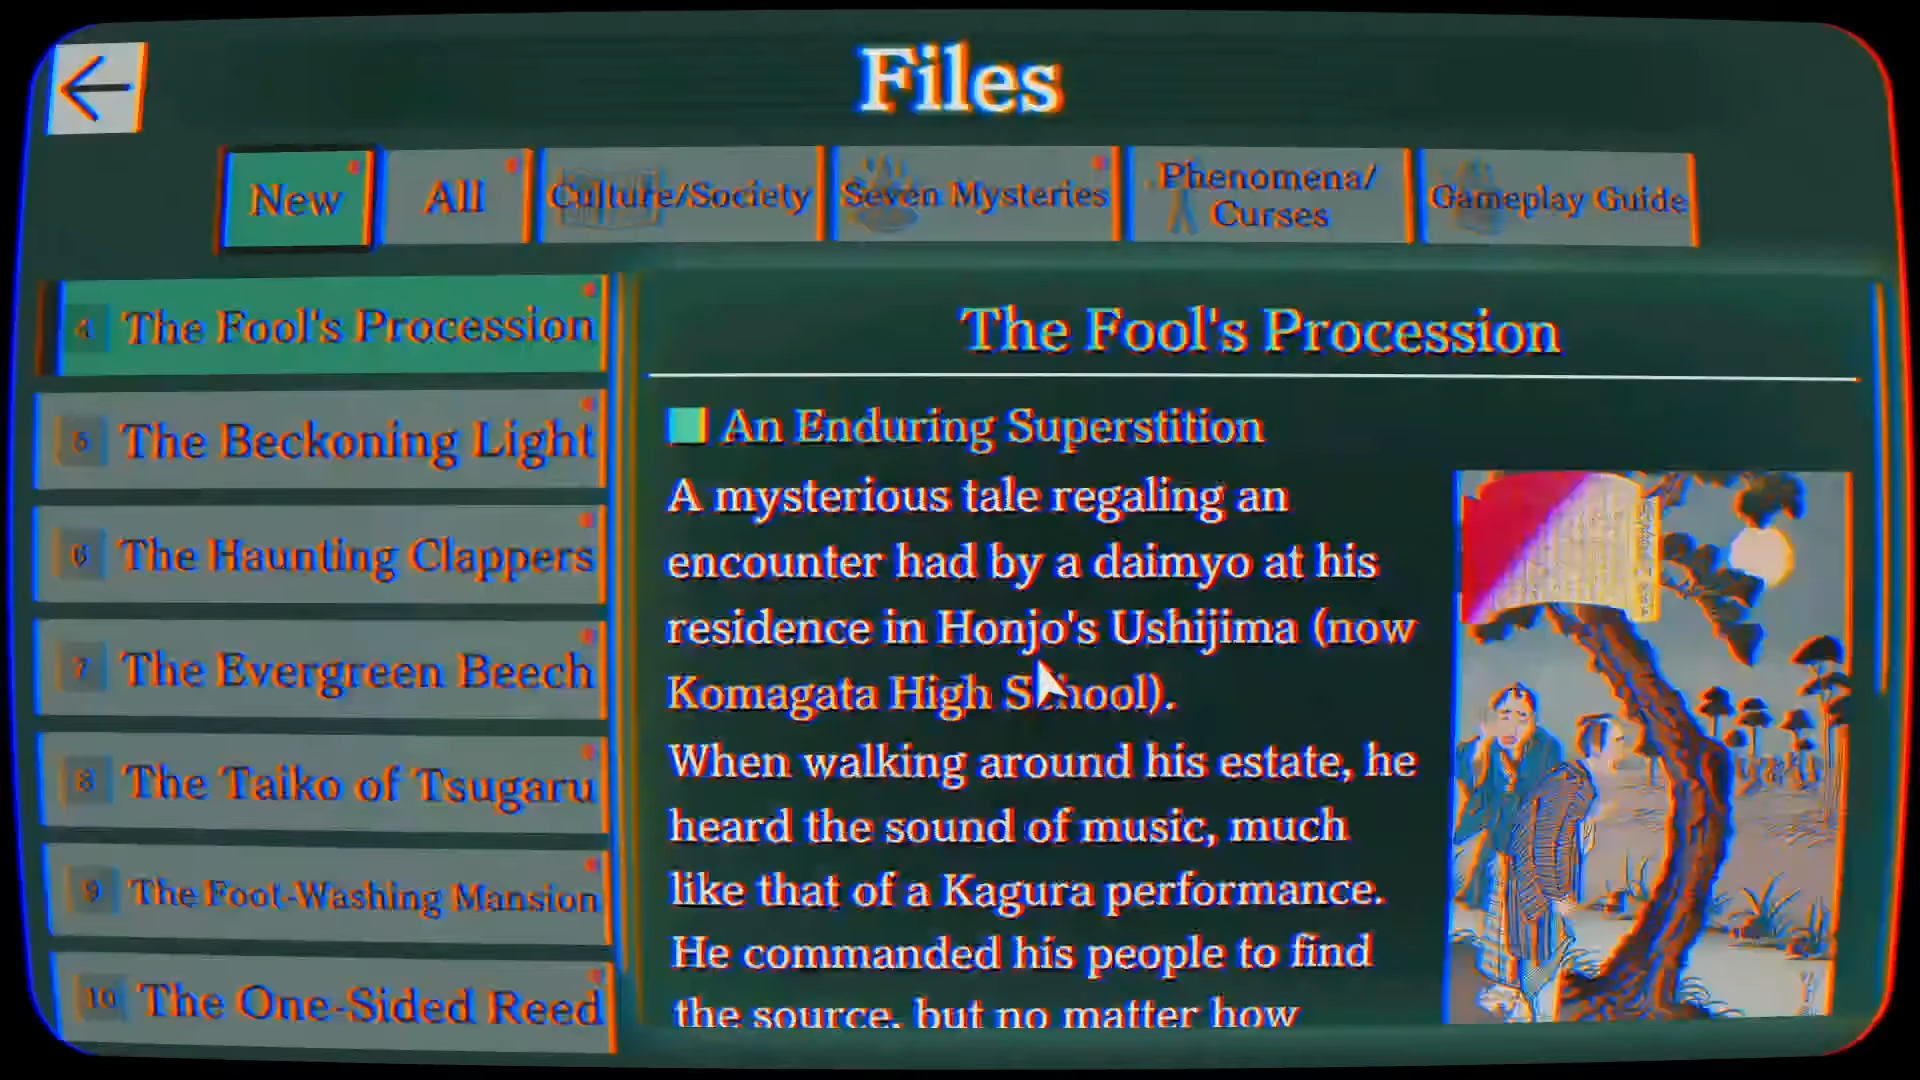 Files
New
All
Culture/Society
Seven Mysteries
Phenomena/
Curses
Gameplay Guide
4 The Fool's Procession
5 The Beckoning Light
6 The Haunting Clappers
7 The Evergreen Beech
8 The Taiko of Tsugaru
9 The Foot-Washing Mansion
10 The One-Sided Reed
The Fool's Procession
An Enduring Superstition
A mysterious tale regaling an
encounter had by a daimyo at his
residence in Honjo's Ushijima (now
Komagata High School).
When walking around his estate, he
heard the sound of music, much
like that of a Kagura performance.
He commanded his people to find
the source, but no matter how